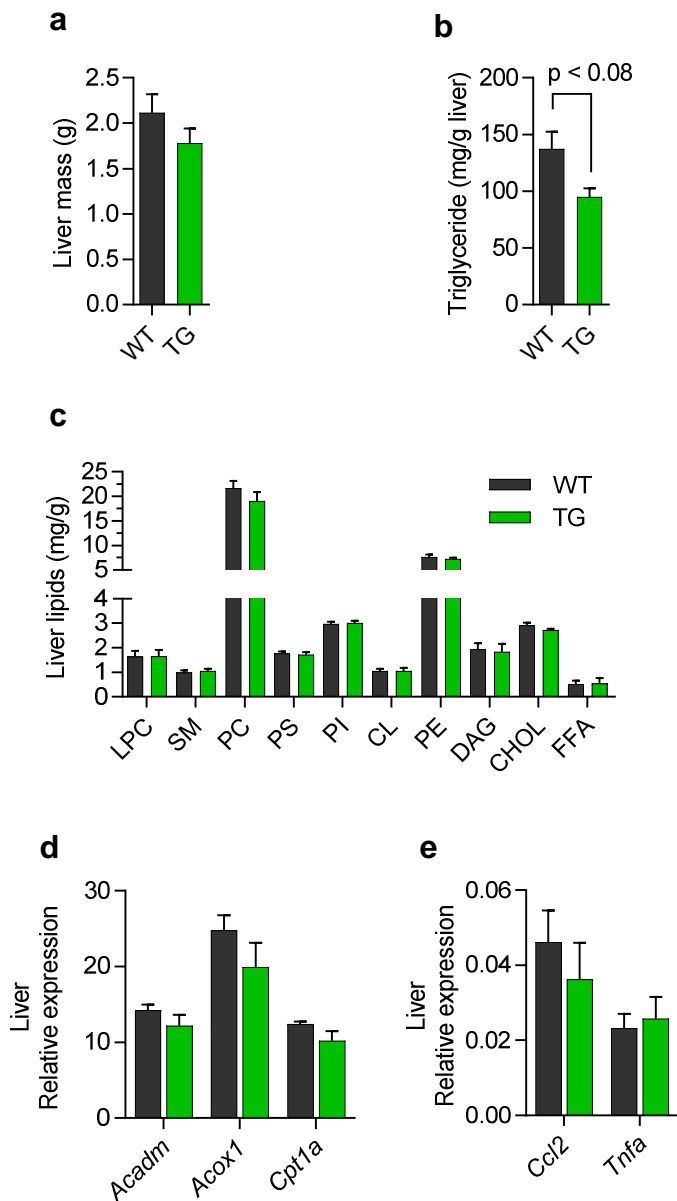 a
Liver mass (g)
2.5
2.0
1.5
1.0
0.5
0.0
WT
TG
b
Triglyceride (mg/g liver)
p < 0.08
200
150
100
50
0
WT
TG
c
Liver lipids (mg/g)
25
20
15
10
5
4
3
2
1
0
WT
TG
LPC
SM
PC
PS
PI
CL
PE
DAG
CHOL
FFA
d
Liver
Relative expression
30
20
10
0
Acadm
Acox1
Cpt1a
e
Liver
Relative expression
0.06
0.04
0.02
0.00
Ccl2
Tnfa